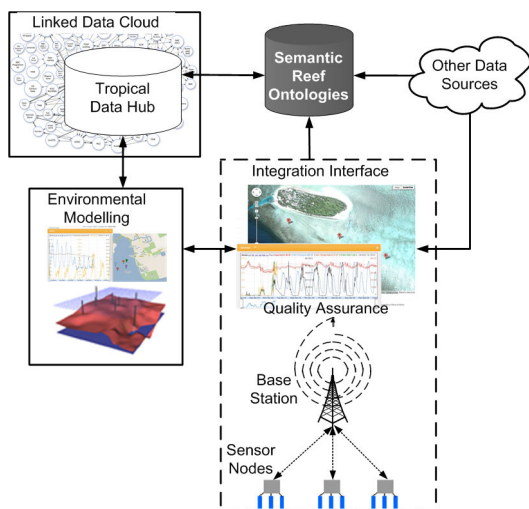 Linked Data Cloud
Tropical
Data Hub
Semantic
Reef
Ontologies
Other Data
Sources
Environmental
Modelling
Integration Interface
Quality Assurance
Base
Station
Sensor
Nodes